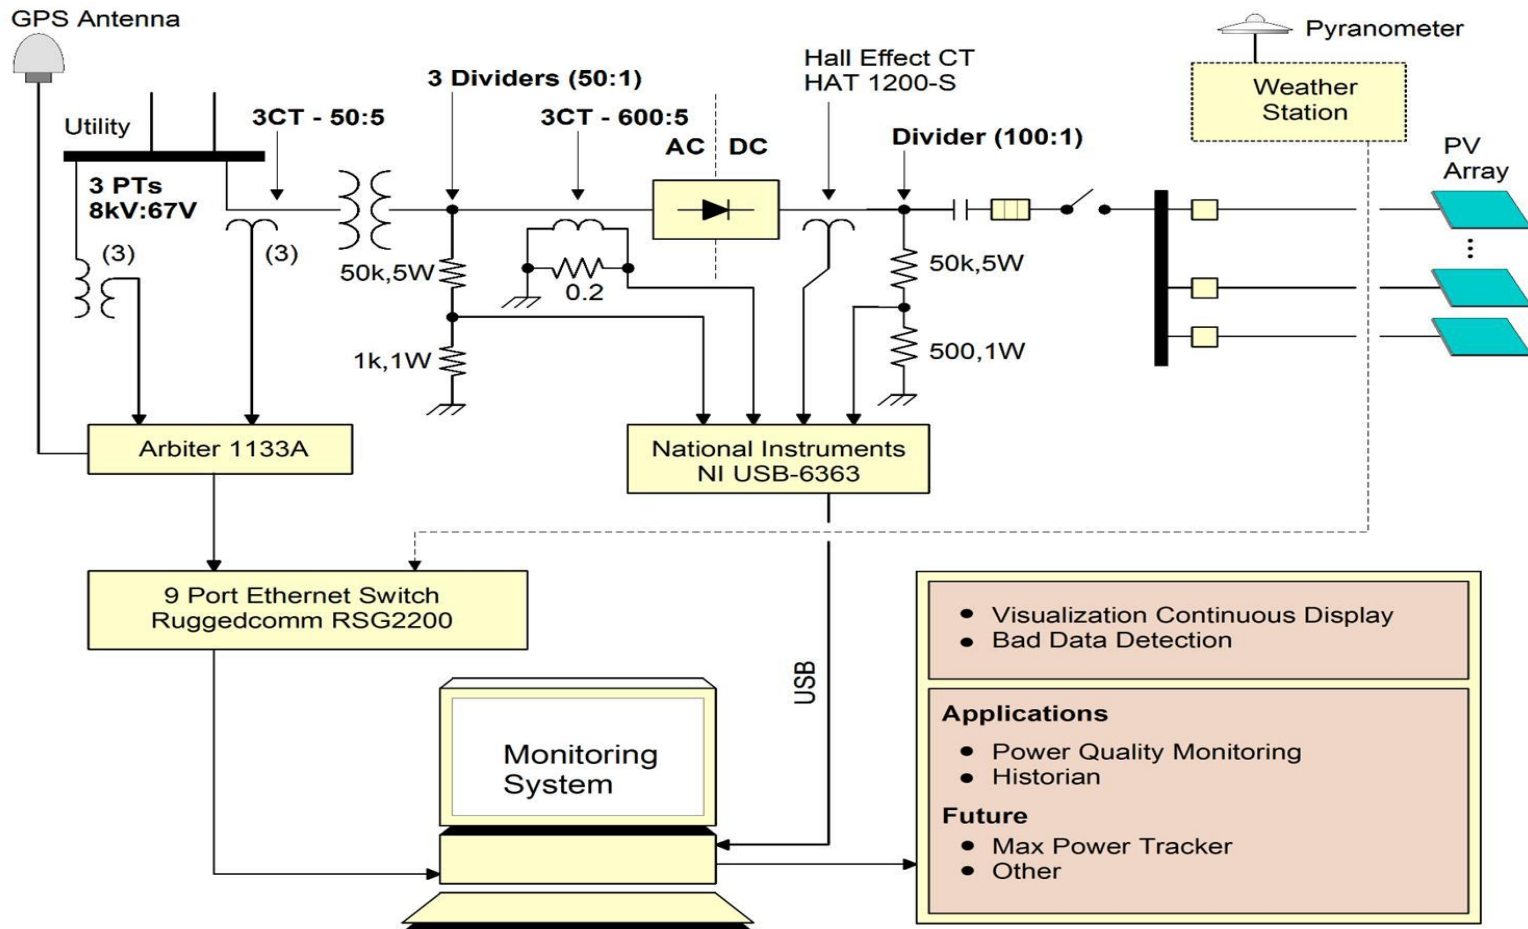 GPS Antenna
Pyranometer
Hall Effect CT
HAT 1200-S
3 Dividers (50:1)
Weather
Station
Utility
3CT - 50:5
3CT - 600:5
AC
DC
Divider (100:1)
PV
Array
3 PTs
8kV:67V
(3)
(3)
50k,5W
0.2
50k,5W
1k,1W
500,1W
Arbiter 1133A
National Instruments
NI USB-6363
9 Port Ethernet Switch
Ruggedcomm RSG2200
USB
Monitoring
System
● Visualization Continuous Display
● Bad Data Detection
Applications
● Power Quality Monitoring
● Historian
Future
● Max Power Tracker
● Other